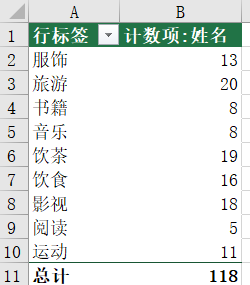 A B
1 行标签 计数项:姓名
2 服饰 13
3 旅游 20
4 书籍 8
5 音乐 8
6 饮茶 19
7 饮食 16
8 影视 18
9 阅读 5
10 运动 11
11 总计 118